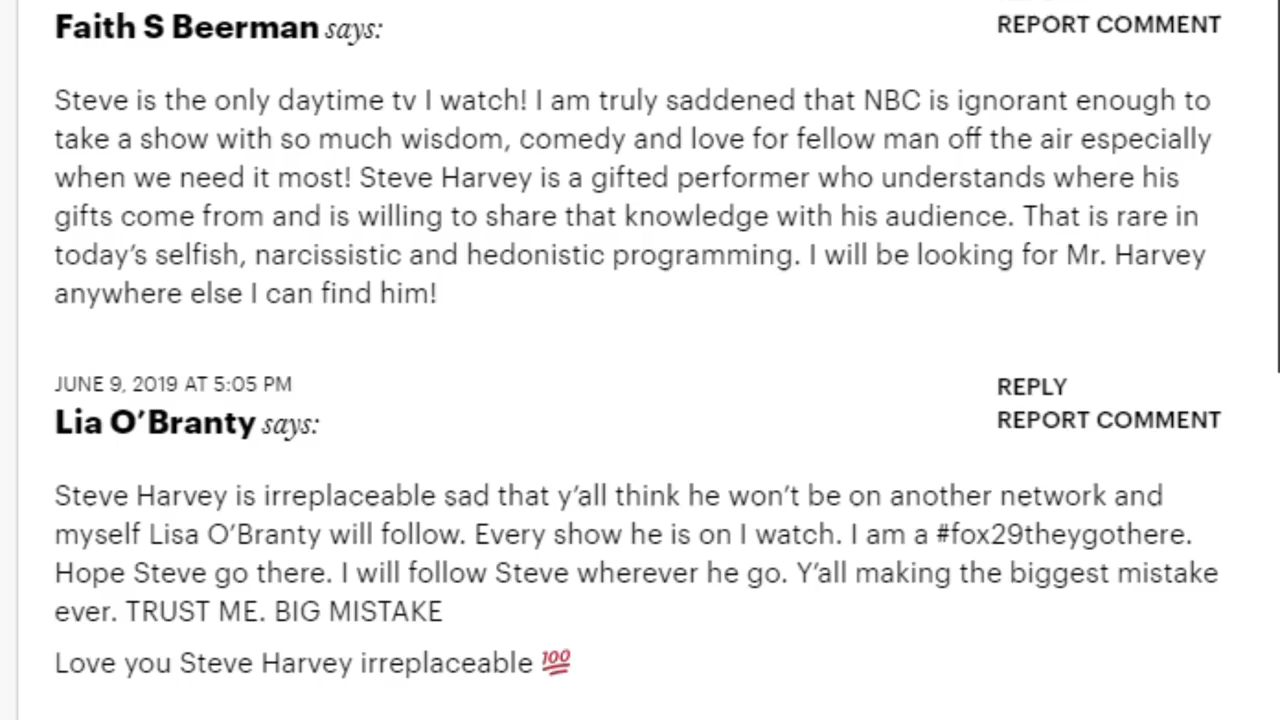 Faith S Beerman says:
REPORT COMMENT
Steve is the only daytime tv I watch! I am truly saddened that NBC is ignorant enough to
take a show with so much wisdom, comedy and love for fellow man off the air especially
when we need it most! Steve Harvey is a gifted performer who understands where his
gifts come from and is willing to share that knowledge with his audience. That is rare in
today’s selfish, narcissistic and hedonistic programming. I will be looking for Mr. Harvey
anywhere else I can find him!
JUNE 9, 2019 AT 5:05 PM
REPLY
Lia O’Branty says:
REPORT COMMENT
Steve Harvey is irreplaceable sad that y’all think he won’t be on another network and
myself Lisa O’Branty will follow. Every show he is on I watch. I am a #fox29theygothere.
Hope Steve go there. I will follow Steve wherever he go. Y’all making the biggest mistake
ever. TRUST ME. BIG MISTAKE
Love you Steve Harvey irreplaceable 💯